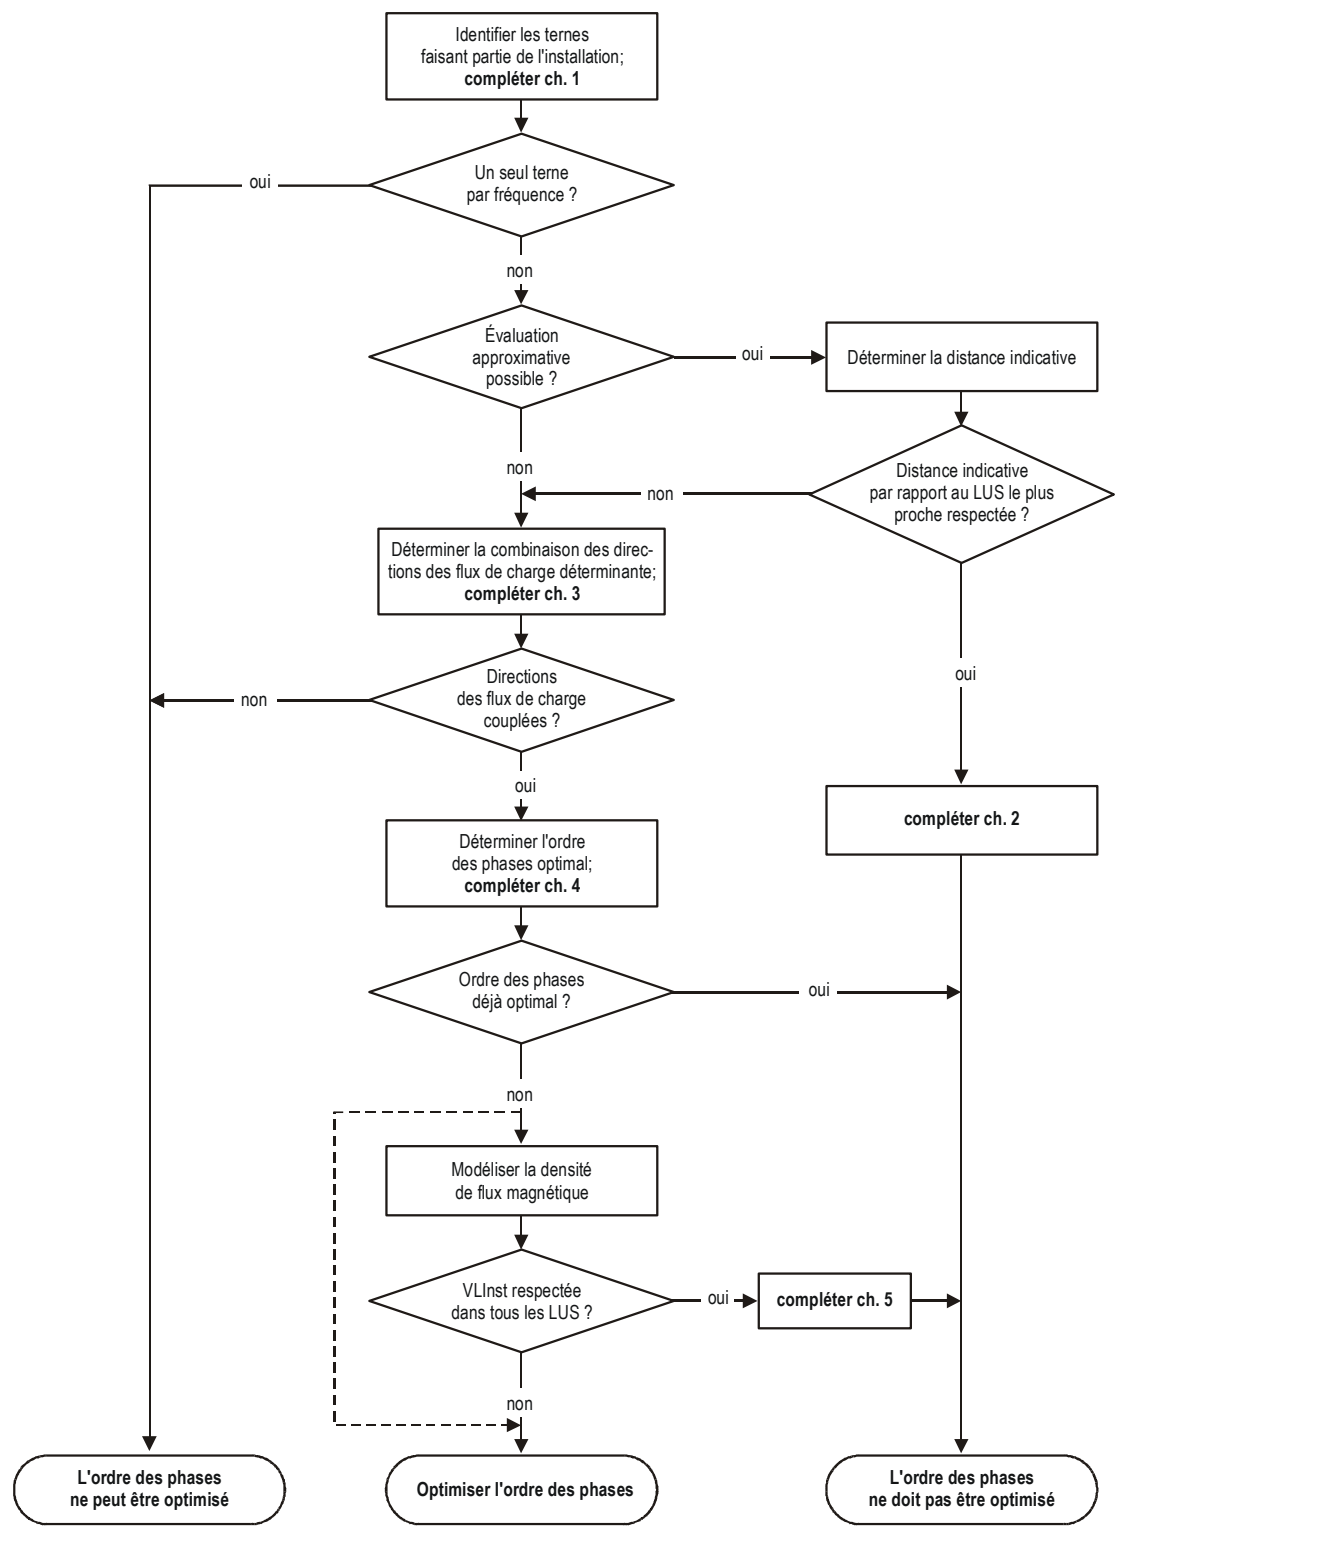 Identifier les ternes
faisant partie de l'installation;
compléter ch. 1
Un seul terne
par fréquence ?
oui
non
Évaluation
approximative
possible ?
oui
Déterminer la distance indicative
non
Distance indicative
par rapport au LUS le plus
proche respectée ?
non
oui
Déterminer la combinaison des direc-
tions des flux de charge déterminante;
compléter ch. 3
Directions
des flux de charge
couplées ?
non
oui
compléter ch. 2
Déterminer l'ordre
des phases optimal;
compléter ch. 4
Ordre des phases
déjà optimal ?
oui
non
Modéliser la densité
de flux magnétique
VLInst respectée
dans tous les LUS ?
oui
compléter ch. 5
non
L'ordre des phases
ne peut être optimisé
Optimiser l'ordre des phases
L'ordre des phases
ne doit pas être optimisé